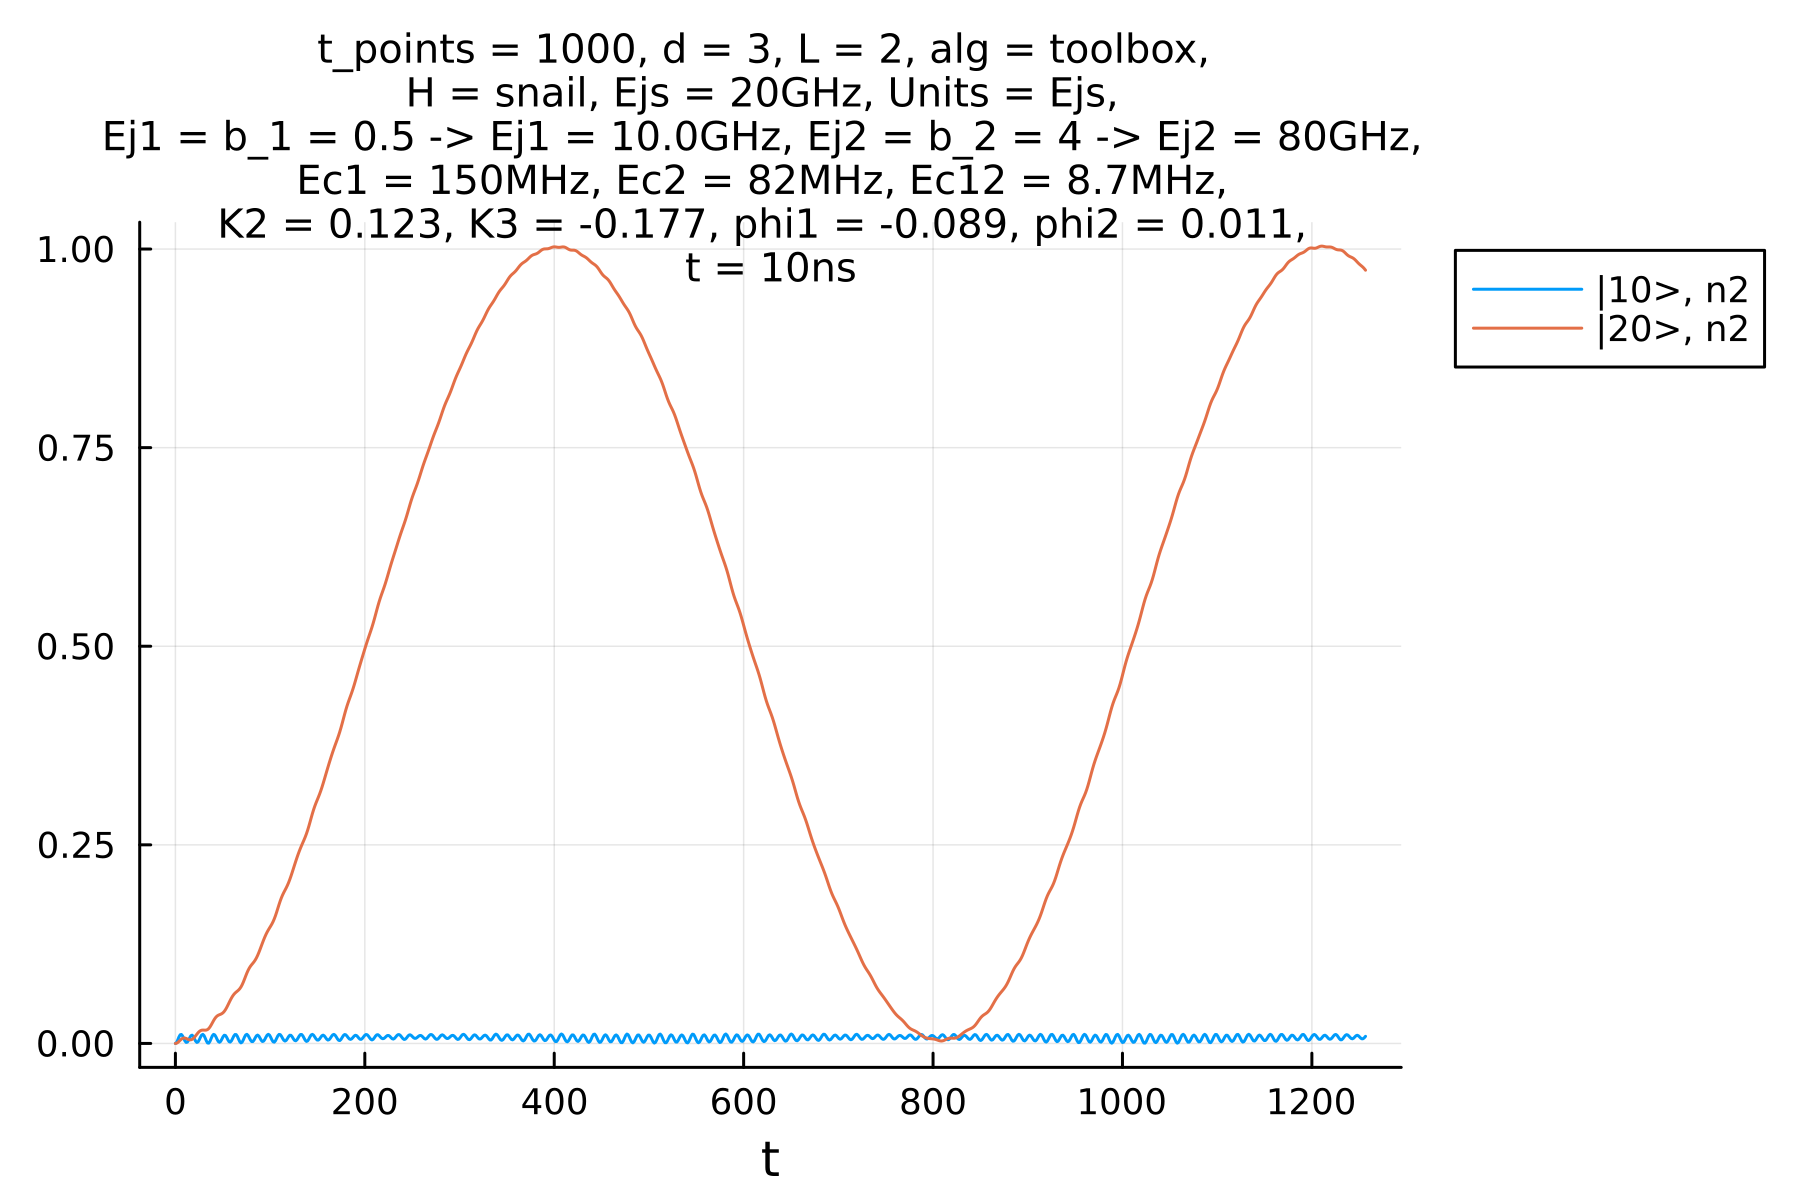 t_points = 1000, d = 3, L = 2, alg = toolbox,
H = snail, Ejs = 20GHz, Units = Ejs,
Ej1 = b_1 = 0.5 -> Ej1 = 10.0GHz, Ej2 = b_2 = 4 -> Ej2 = 80GHz,
Ec1 = 150MHz, Ec2 = 82MHz, Ec12 = 8.7MHz,
K2 = 0.123, K3 = -0.177, phi1 = -0.089, phi2 = 0.011,
t = 10ns
1.00
0.75
0.50
0.25
0.00
0 200 400 600 800 1000 1200
t
|10>, n2
|20>, n2